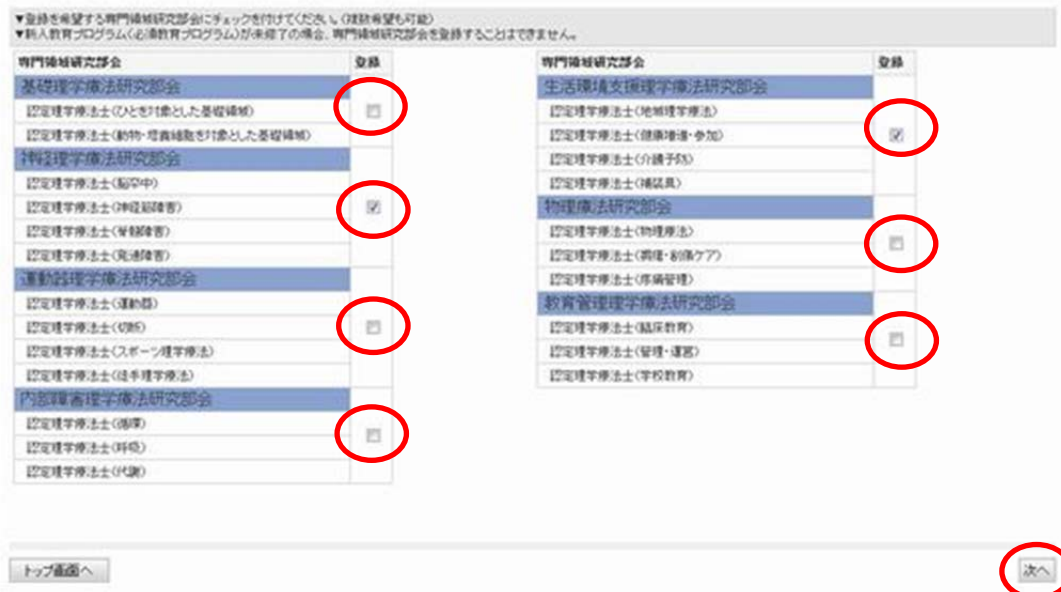 ▼登録を希望する専門領域研究部会にチェックを付けてください。(複数希望も可能)
▼新人教育プログラム(必須教育プログラム)が未修了の場合、専門領域研究部会を登録することはできません。
専門領域研究部会 登録
基礎理学療法研究部会
認定理学療法士(ひとを対象とした基礎領域)
認定理学療法士(動物・培養細胞を対象とした基礎領域)
神経理学療法研究部会
認定理学療法士(脳卒中)
認定理学療法士(神経筋障害)
認定理学療法士(脊髄障害)
認定理学療法士(発達障害)
運動器理学療法研究部会
認定理学療法士(運動器)
認定理学療法士(切断)
認定理学療法士(スポーツ理学療法)
認定理学療法士(徒手理学療法)
内部障害理学療法研究部会
認定理学療法士(循環)
認定理学療法士(呼吸)
認定理学療法士(代謝)
専門領域研究部会 登録
生活環境支援理学療法研究部会
認定理学療法士(地域理学療法)
認定理学療法士(健康増進・参加)
認定理学療法士(介護予防)
認定理学療法士(補装具)
物理療法研究部会
認定理学療法士(物理療法)
認定理学療法士(褥瘡・創傷ケア)
認定理学療法士(疼痛管理)
教育管理理学療法研究部会
認定理学療法士(臨床教育)
認定理学療法士(管理・運営)
認定理学療法士(学校教育)
トップ画面へ
次へ